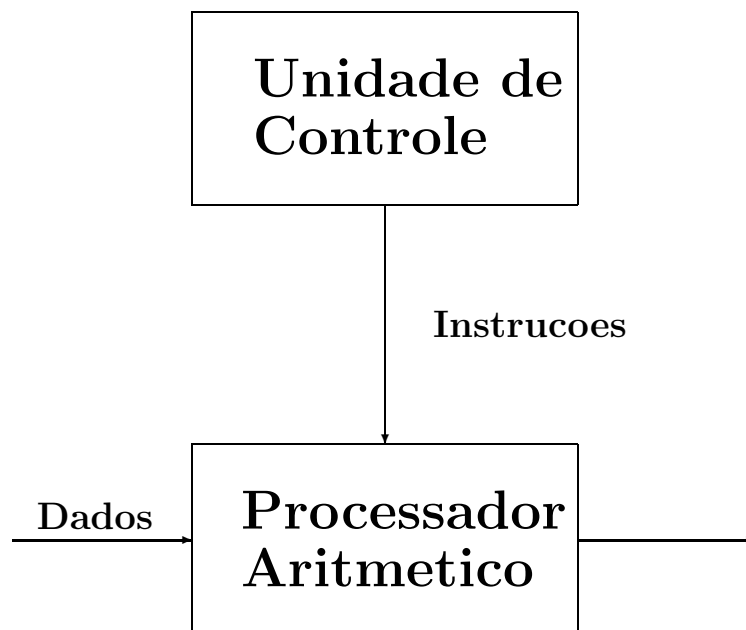 Unidade de
Controle
Instrucoes
Dados
Processador
Aritmetico